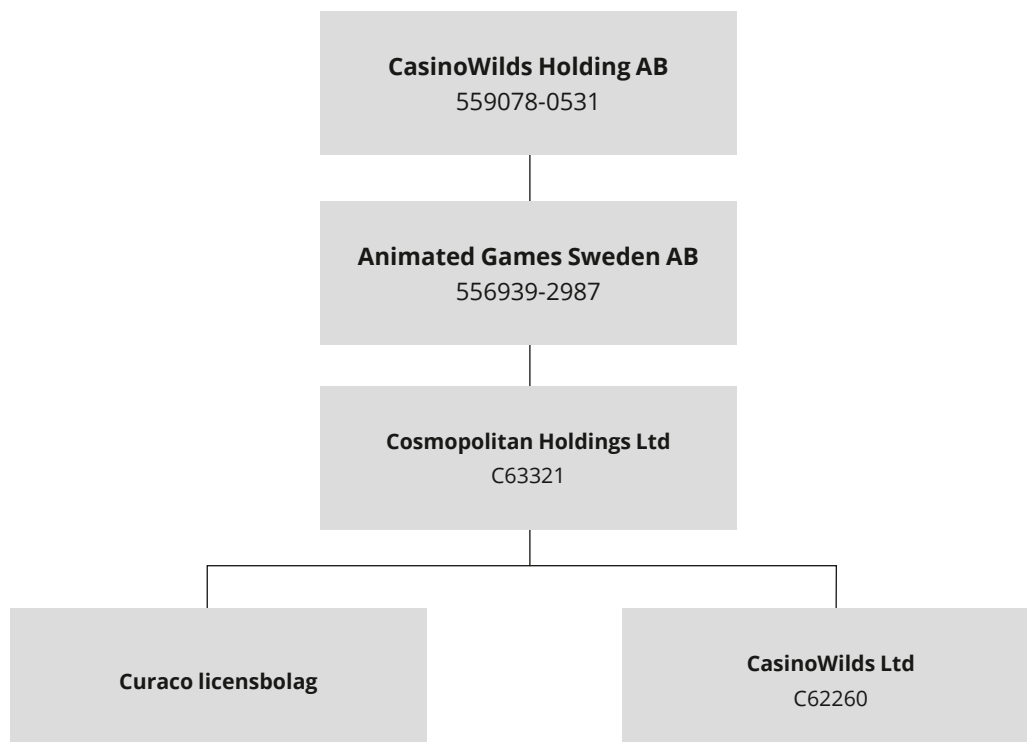 CasinoWilds Holding AB
559078-0531
Animated Games Sweden AB
556939-2987
Cosmopolitan Holdings Ltd
C63321
Curaco licensbolag
CasinoWilds Ltd
C62260